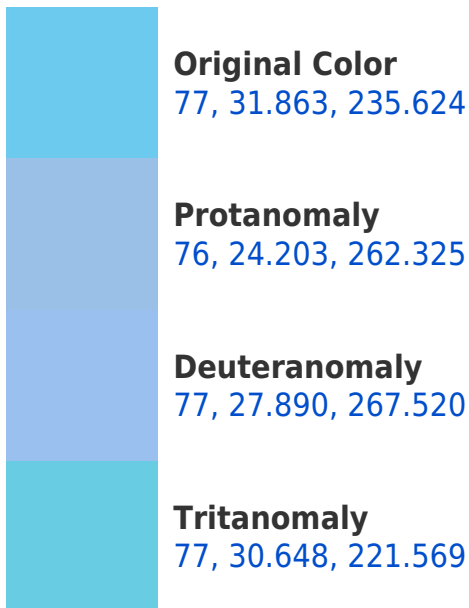 Original Color
77, 31.863, 235.624
Protanomaly
76, 24.203, 262.325
Deuteranomaly
77, 27.890, 267.520
Tritanomaly
77, 30.648, 221.569